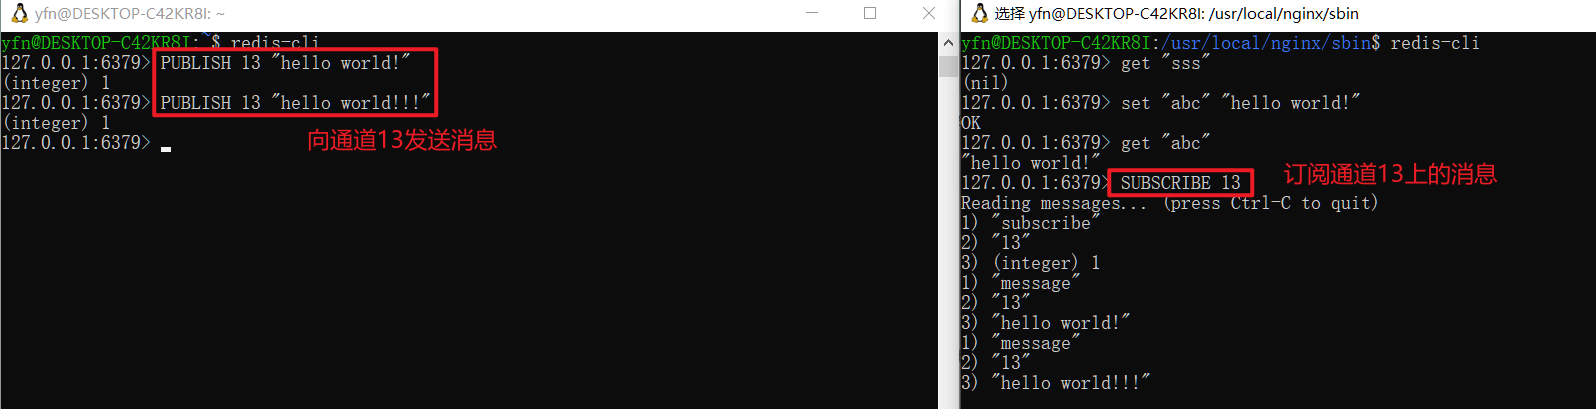 yfn@DESKTOP-C42KR8I: ~
yfn@DESKTOP-C42KR8I:~$ redis-cli
127.0.0.1:6379> PUBLISH 13 "hello world!"
(integer) 1
127.0.0.1:6379> PUBLISH 13 "hello world!!!"
(integer) 1
127.0.0.1:6379>
向通道13发送消息
选择 yfn@DESKTOP-C42KR8I: /usr/local/nginx/sbin
yfn@DESKTOP-C42KR8I:/usr/local/nginx/sbin$ redis-cli
127.0.0.1:6379> get "sss"
(nil)
127.0.0.1:6379> set "abc" "hello world!"
OK
127.0.0.1:6379> get "abc"
"hello world!"
127.0.0.1:6379> SUBSCRIBE 13
订阅通道13上的消息
Reading messages... (press Ctrl-C to quit)
1) "subscribe"
2) "13"
3) (integer) 1
1) "message"
2) "13"
3) "hello world!"
1) "message"
2) "13"
3) "hello world!!!"